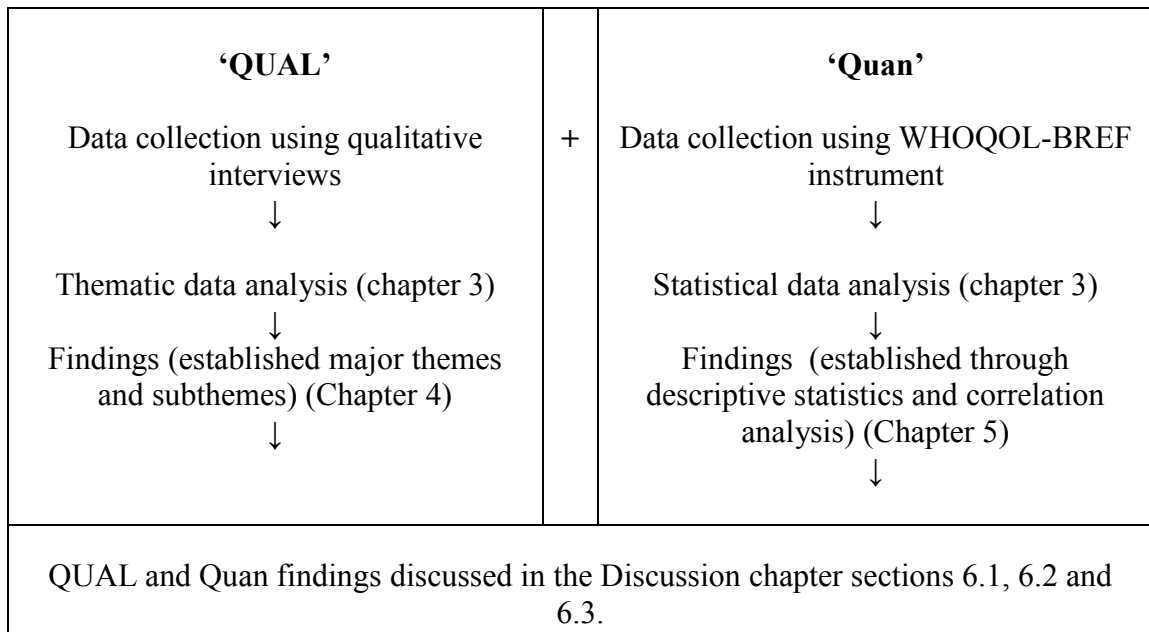 ‘QUAL’
Data collection using qualitative
interviews
↓
Thematic data analysis (chapter 3)
↓
Findings (established major themes
and subthemes) (Chapter 4)
↓
+
‘Quan’
Data collection using WHOQOL-BREF
instrument
↓
Statistical data analysis (chapter 3)
↓
Findings (established through
descriptive statistics and correlation
analysis) (Chapter 5)
↓
QUAL and Quan findings discussed in the Discussion chapter sections 6.1, 6.2 and
6.3.